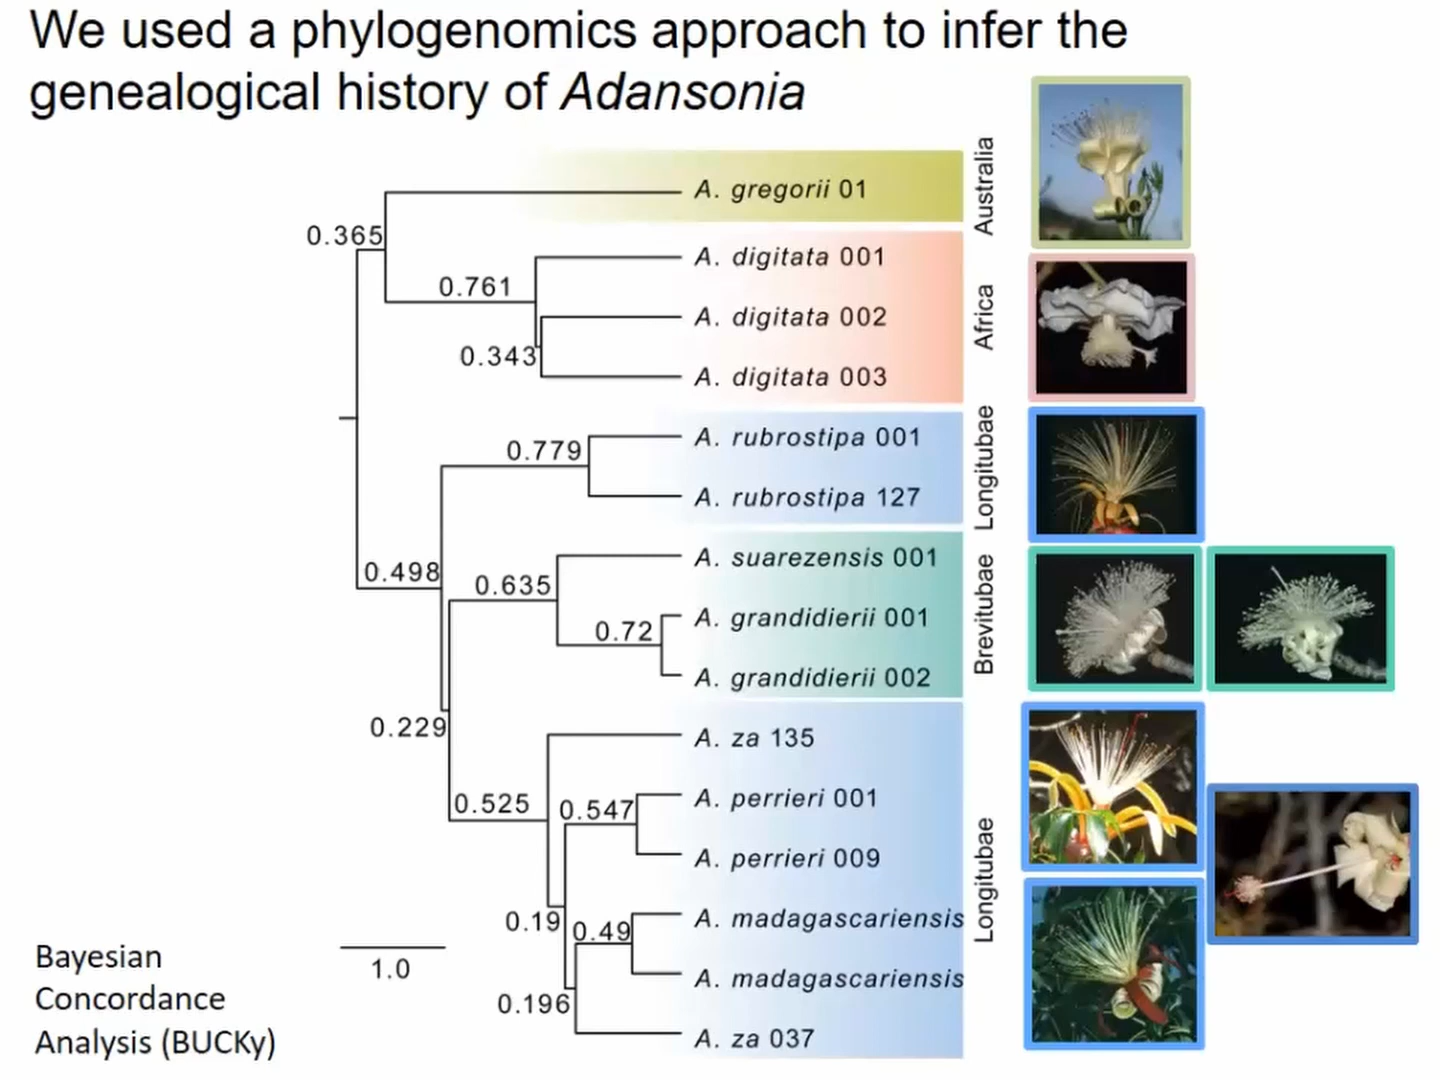 We used a phylogenomics approach to infer the
genealogical history of Adansonia
0.365
A. gregorii 01
Australia
0.761
0.343
A. digitata 001
A. digitata 002
A. digitata 003
Africa
0.779
A. rubrostipa 001
A. rubrostipa 127
Longitubae
0.498
0.635
0.72
A. suarezensis 001
A. grandidierii 001
A. grandidierii 002
Brevitubae
0.229
0.525
0.547
0.19
0.49
0.196
A. za 135
A. perrieri 001
A. perrieri 009
A. madagascariensis
A. madagascariensis
A. za 037
Longitubae
1.0
Bayesian
Concordance
Analysis (BUCKy)